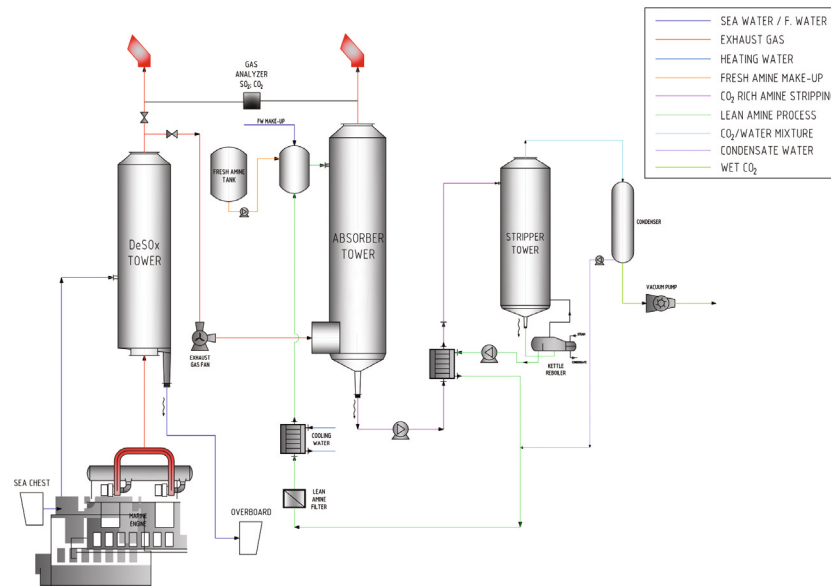 SEA WATER / F. WATER
EXHAUST GAS
HEATING WATER
FRESH AMINE MAKE-UP
CO₂ RICH AMINE STRIPPING
LEAN AMINE PROCESS
CO₂/WATER MIXTURE
CONDENSATE WATER
WET CO₂
GAS
ANALYZER
SO₂; CO₂
FW MAKE-UP
FRESH AMINE
TANK
DeSOx
TOWER
ABSORBER
TOWER
STRIPPER
TOWER
CONDENSER
VACUUM PUMP
EXHAUST
GAS FAN
KETTLE
REBOILER
STEAM
CONDENSATE
COOLING
WATER
LEAN
AMINE
FILTER
SEA CHEST
MARINE
ENGINE
OVERBOARD